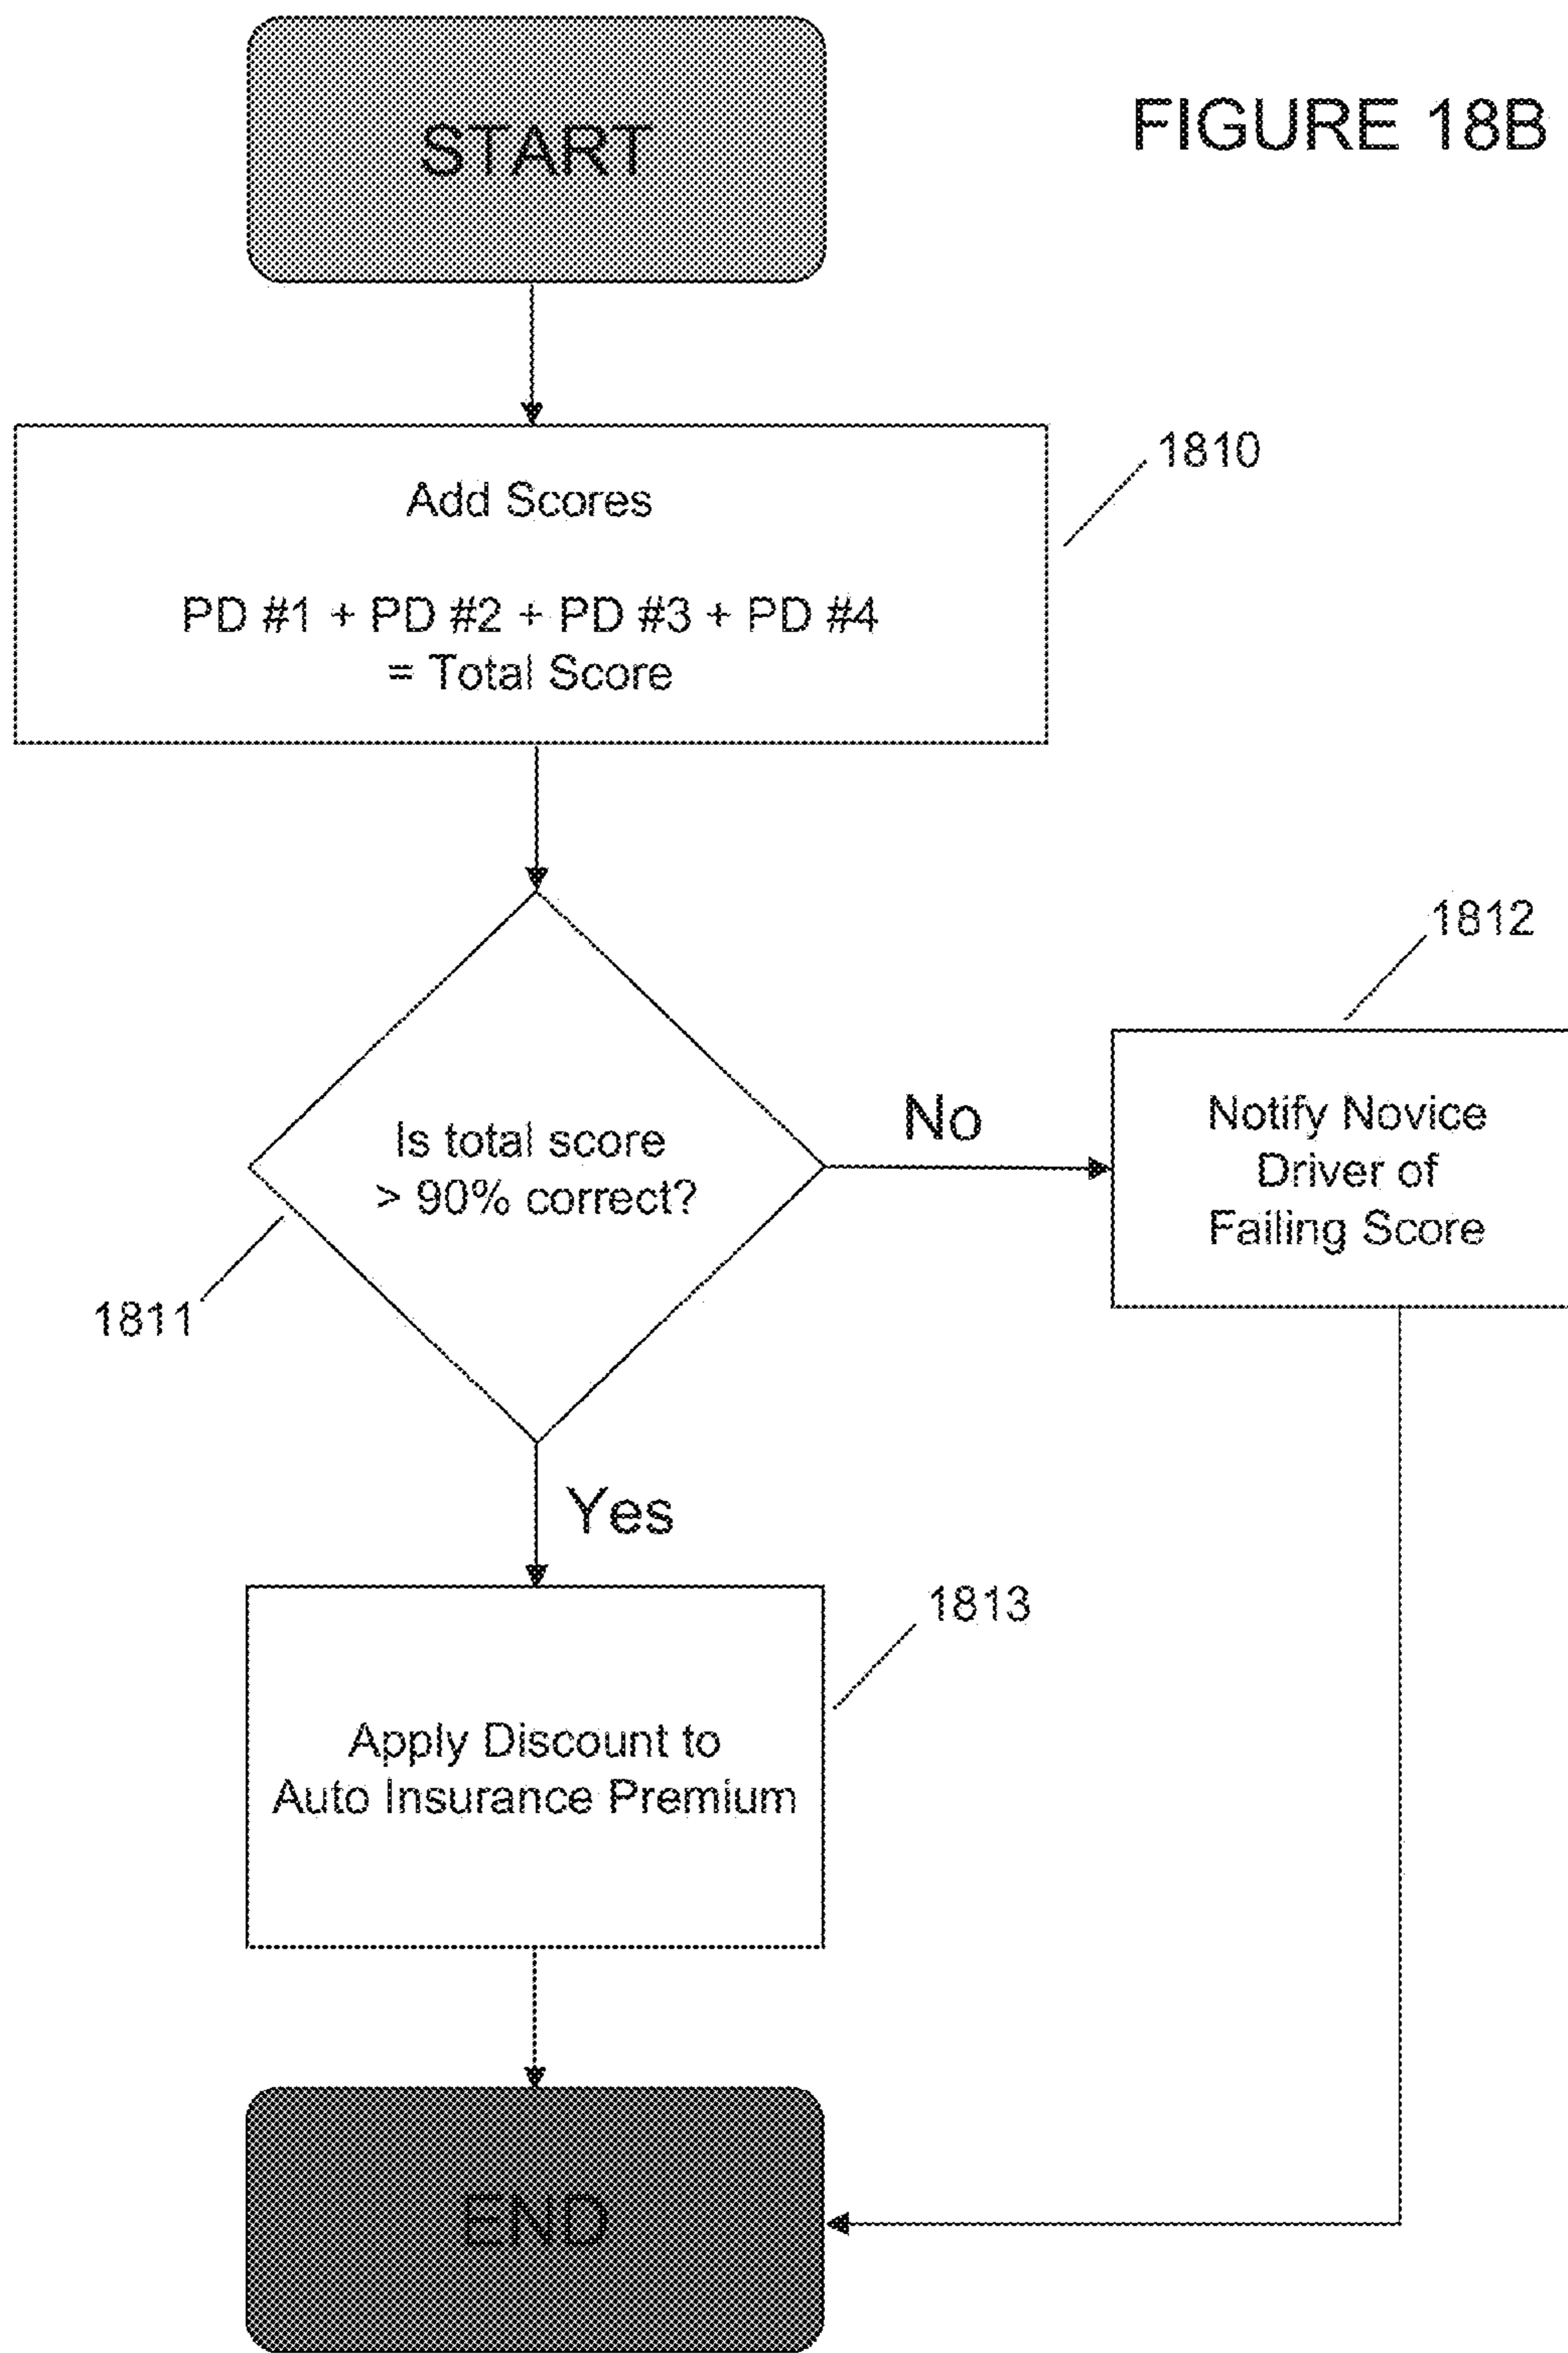 START
FIGURE 18B
1810
Add Scores
PD #1 + PD #2 + PD #3 + PD #4
= Total Score
1812
Is total score
> 90% correct?
No
Notify Novice
Driver of
Failing Score
1811
Yes
1813
Apply Discount to
Auto Insurance Premium
END